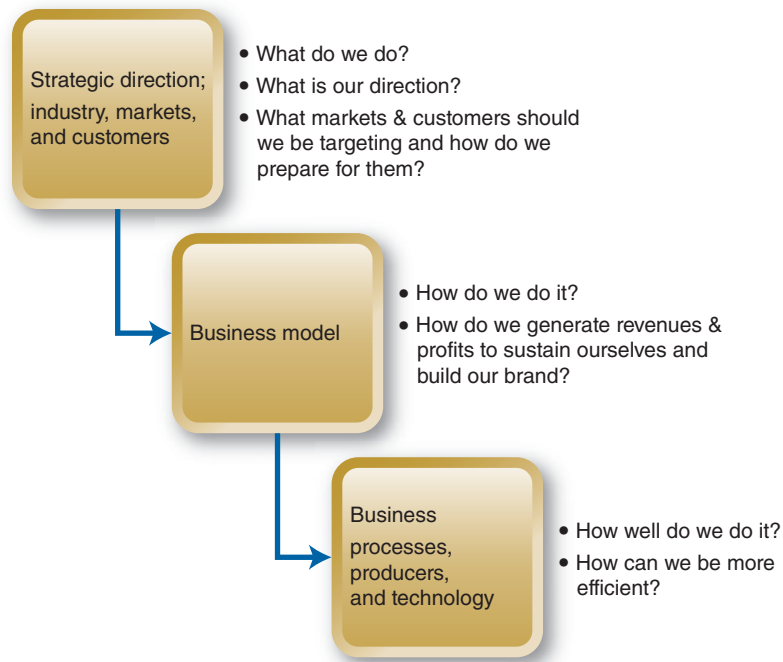 Strategic direction;
industry, markets,
and customers
• What do we do?
• What is our direction?
• What markets & customers should
we be targeting and how do we
prepare for them?
Business model
• How do we do it?
• How do we generate revenues &
profits to sustain ourselves and
build our brand?
Business
processes,
producers,
and technology
• How well do we do it?
• How can we be more
efficient?